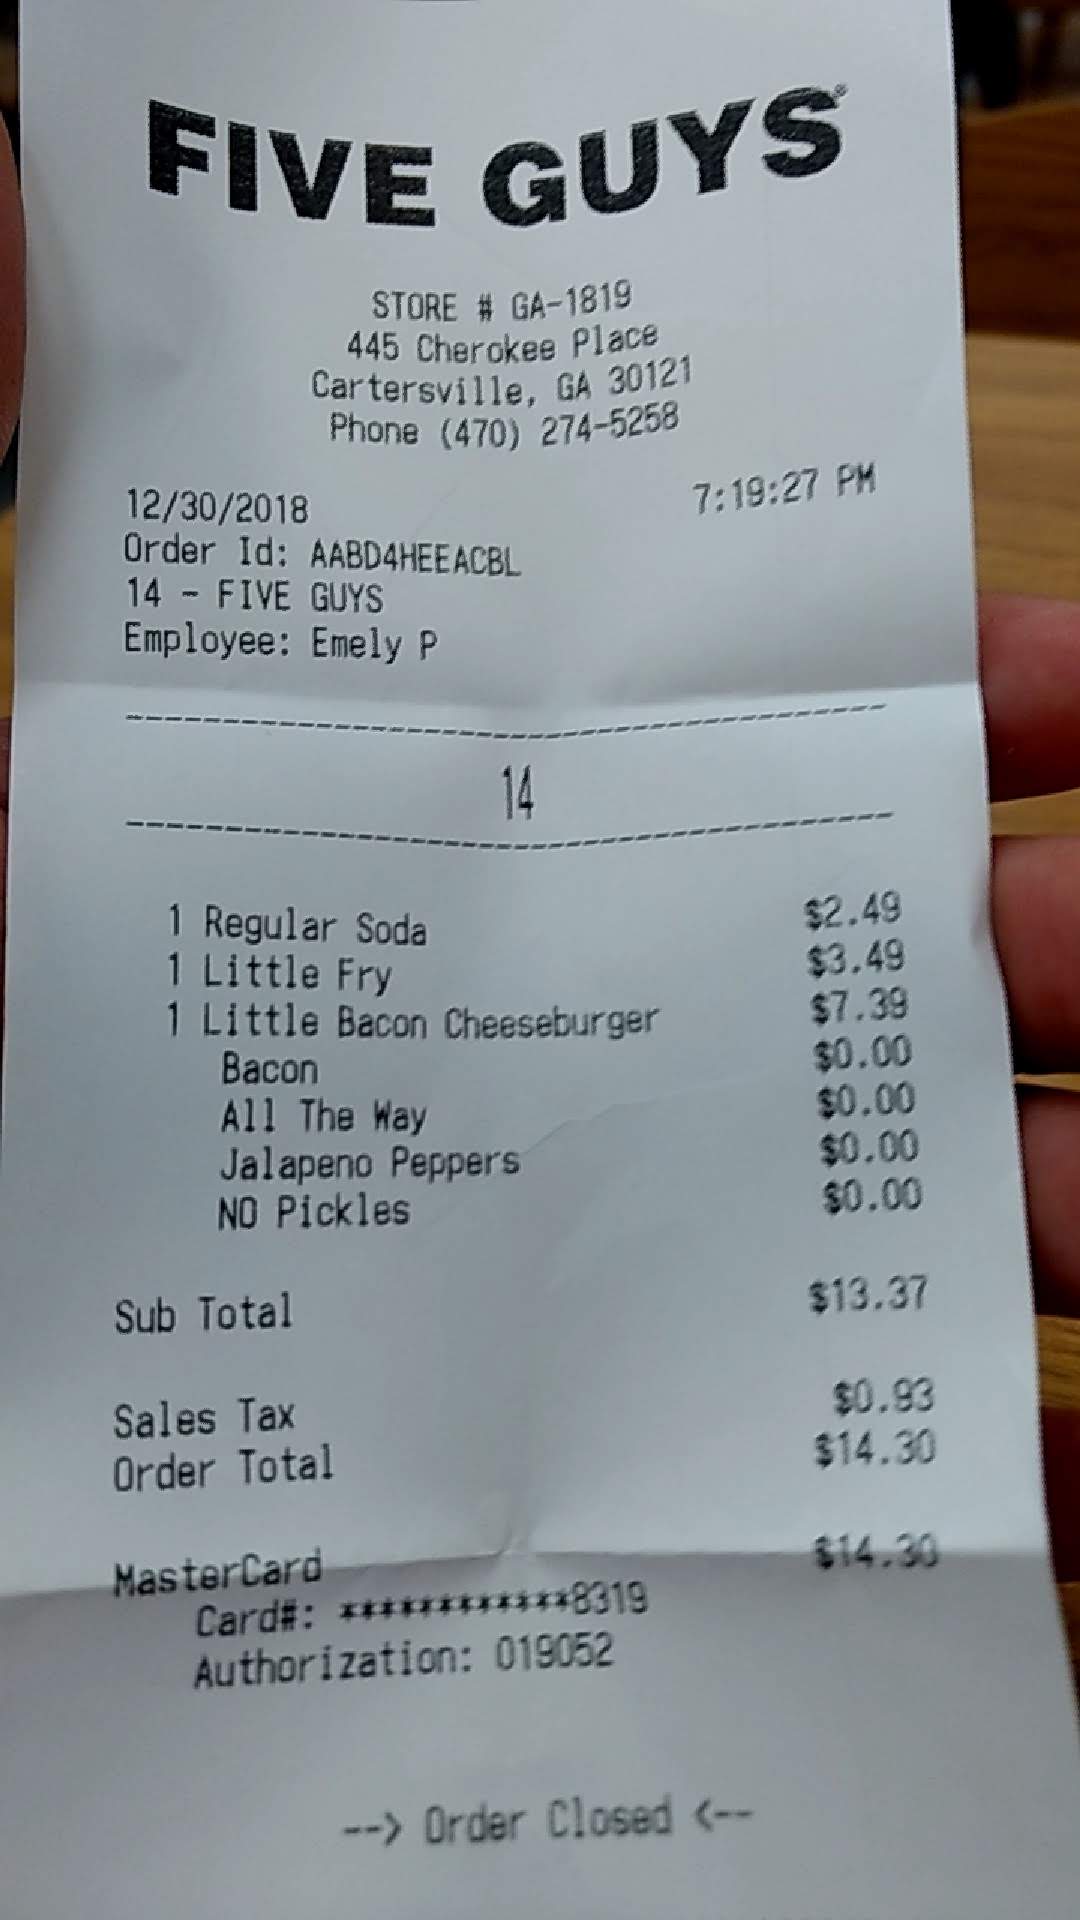 FIVE GUYS®
STORE # GA-1819
445 Cherokee Place
Cartersville, GA 30121
Phone (470) 274-5258
12/30/2018 7:19:27 PM
Order Id: AABD4HEEACBL
14 - FIVE GUYS
Employee: Emely P
14
1 Regular Soda $2.49
1 Little Fry $3.49
1 Little Bacon Cheeseburger $7.39
Bacon $0.00
All The Way $0.00
Jalapeno Peppers $0.00
NO Pickles $0.00
Sub Total $13.37
Sales Tax $0.93
Order Total $14.30
MasterCard $14.30
Card#: ************8319
Authorization: 019052
--> Order Closed <--